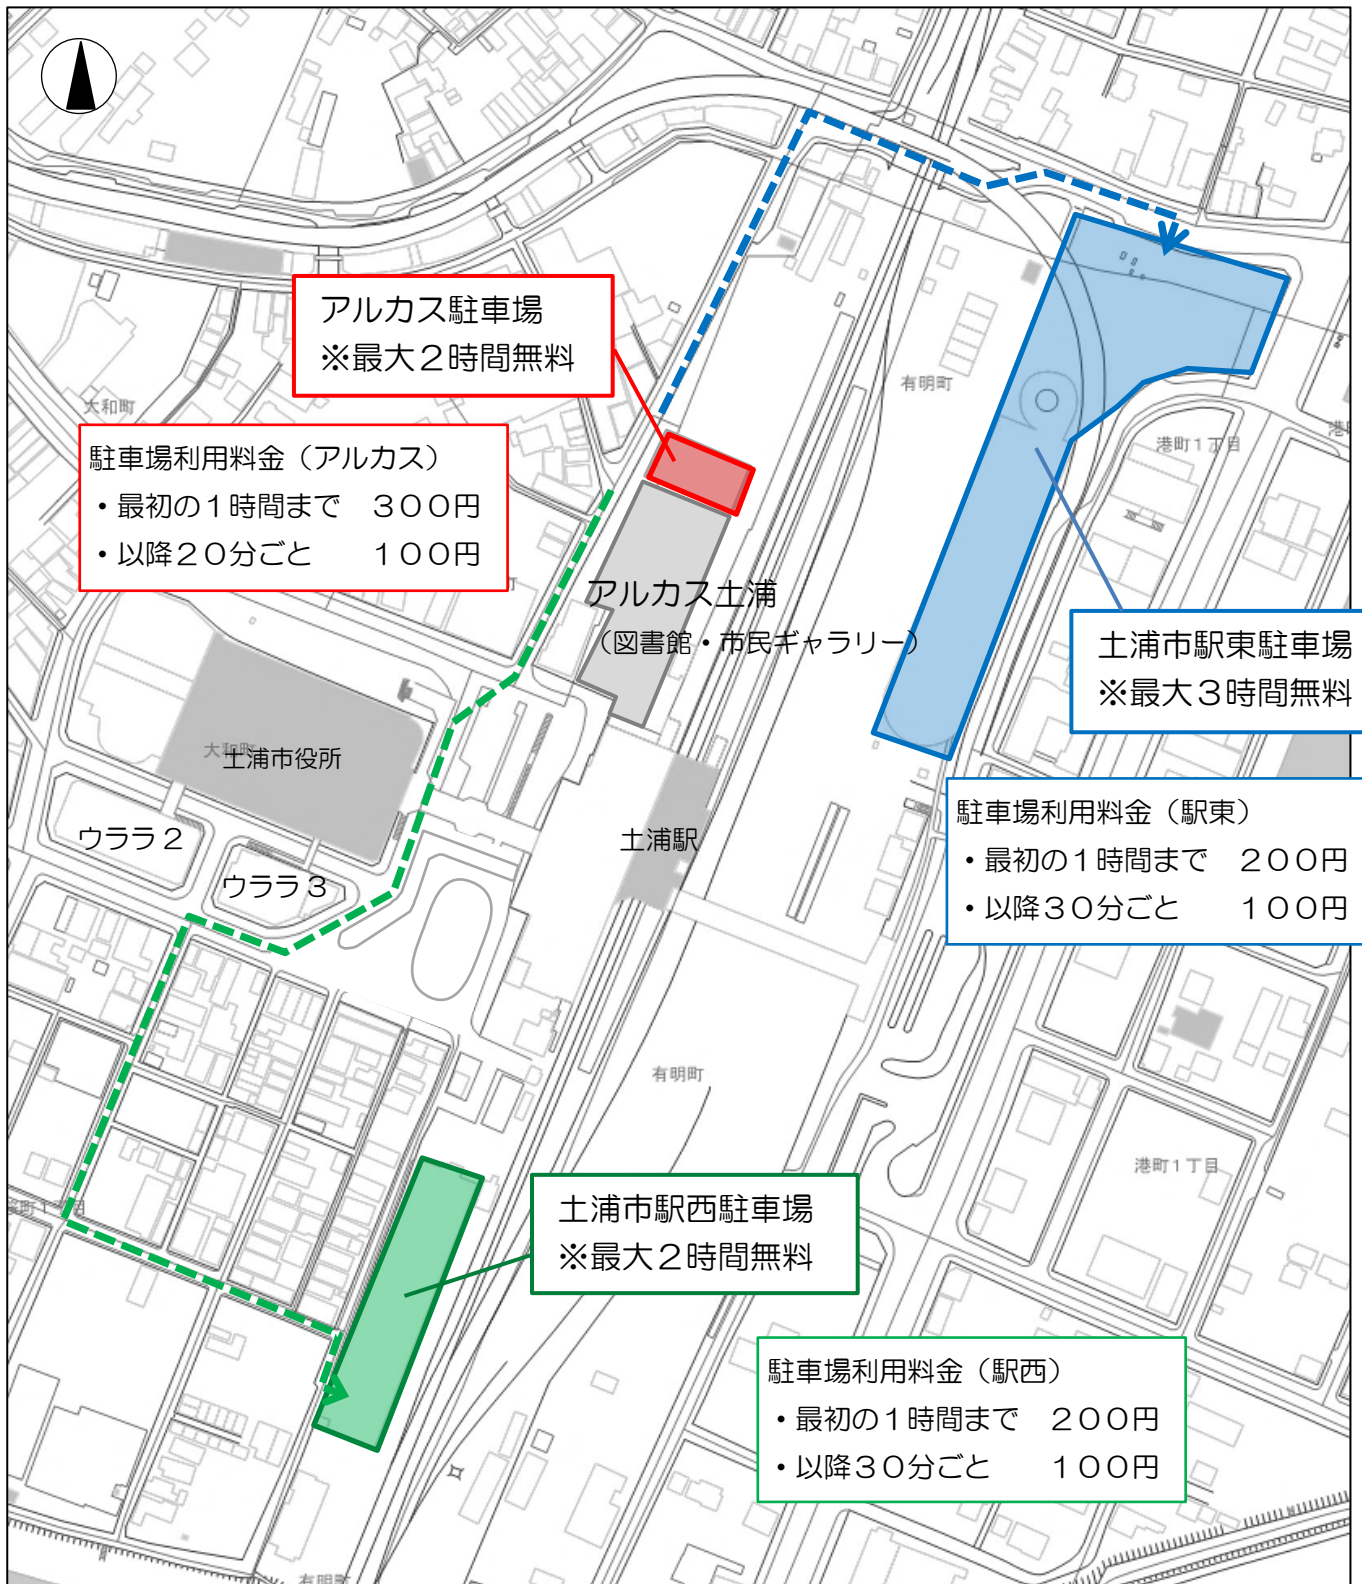 アルカス駐車場
※最大２時間無料
有明町
大和町
港町１丁目
駐車場利用料金（アルカス）
・最初の１時間まで　３００円
・以降２０分ごと　　１００円
アルカス土浦
（図書館・市民ギャラリー）
土浦市駅東駐車場
※最大３時間無料
大和町
土浦市役所
ウララ２
ウララ３
土浦駅
駐車場利用料金（駅東）
・最初の１時間まで　２００円
・以降３０分ごと　　１００円
有明町
港町１丁目
土浦市駅西駐車場
※最大２時間無料
駐車場利用料金（駅西）
・最初の１時間まで　２００円
・以降３０分ごと　　１００円
有明町